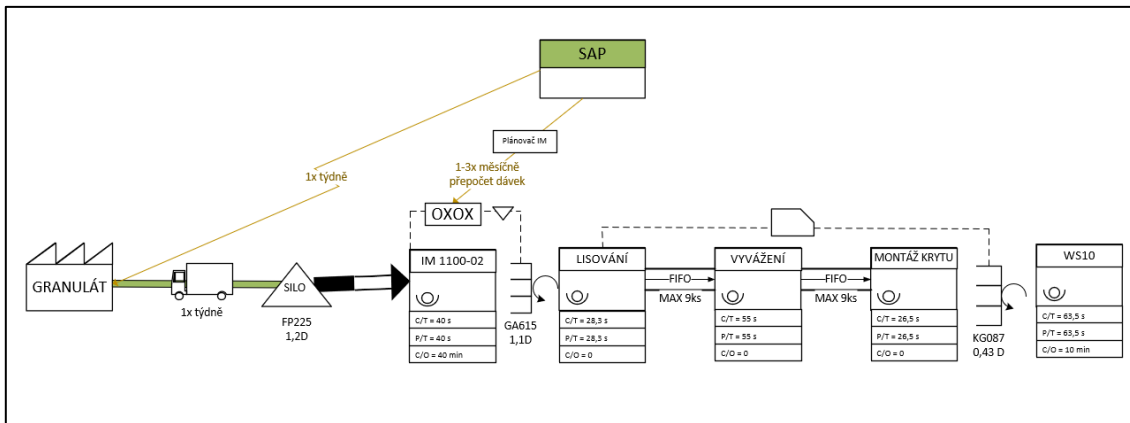 SAP
Plánovač IM
1x týdně
1-3x měsíčně
přepočet dávek
OXOX
GRANULÁT
1x týdně
SILO
FP225
1,2D
IM 1100-02
C/T = 40 s
P/T = 40 s
C/O = 40 min
GA615
1,1D
LISOVÁNÍ
C/T = 28,3 s
P/T = 28,3 s
C/O = 0
FIFO
MAX 9ks
VYVÁŽENÍ
C/T = 55 s
P/T = 55 s
C/O = 0
FIFO
MAX 9ks
MONTÁŽ KRYTU
C/T = 26,5 s
P/T = 26,5 s
C/O = 0
KG087
0,43 D
WS10
C/T = 63,5 s
P/T = 63,5 s
C/O = 10 min